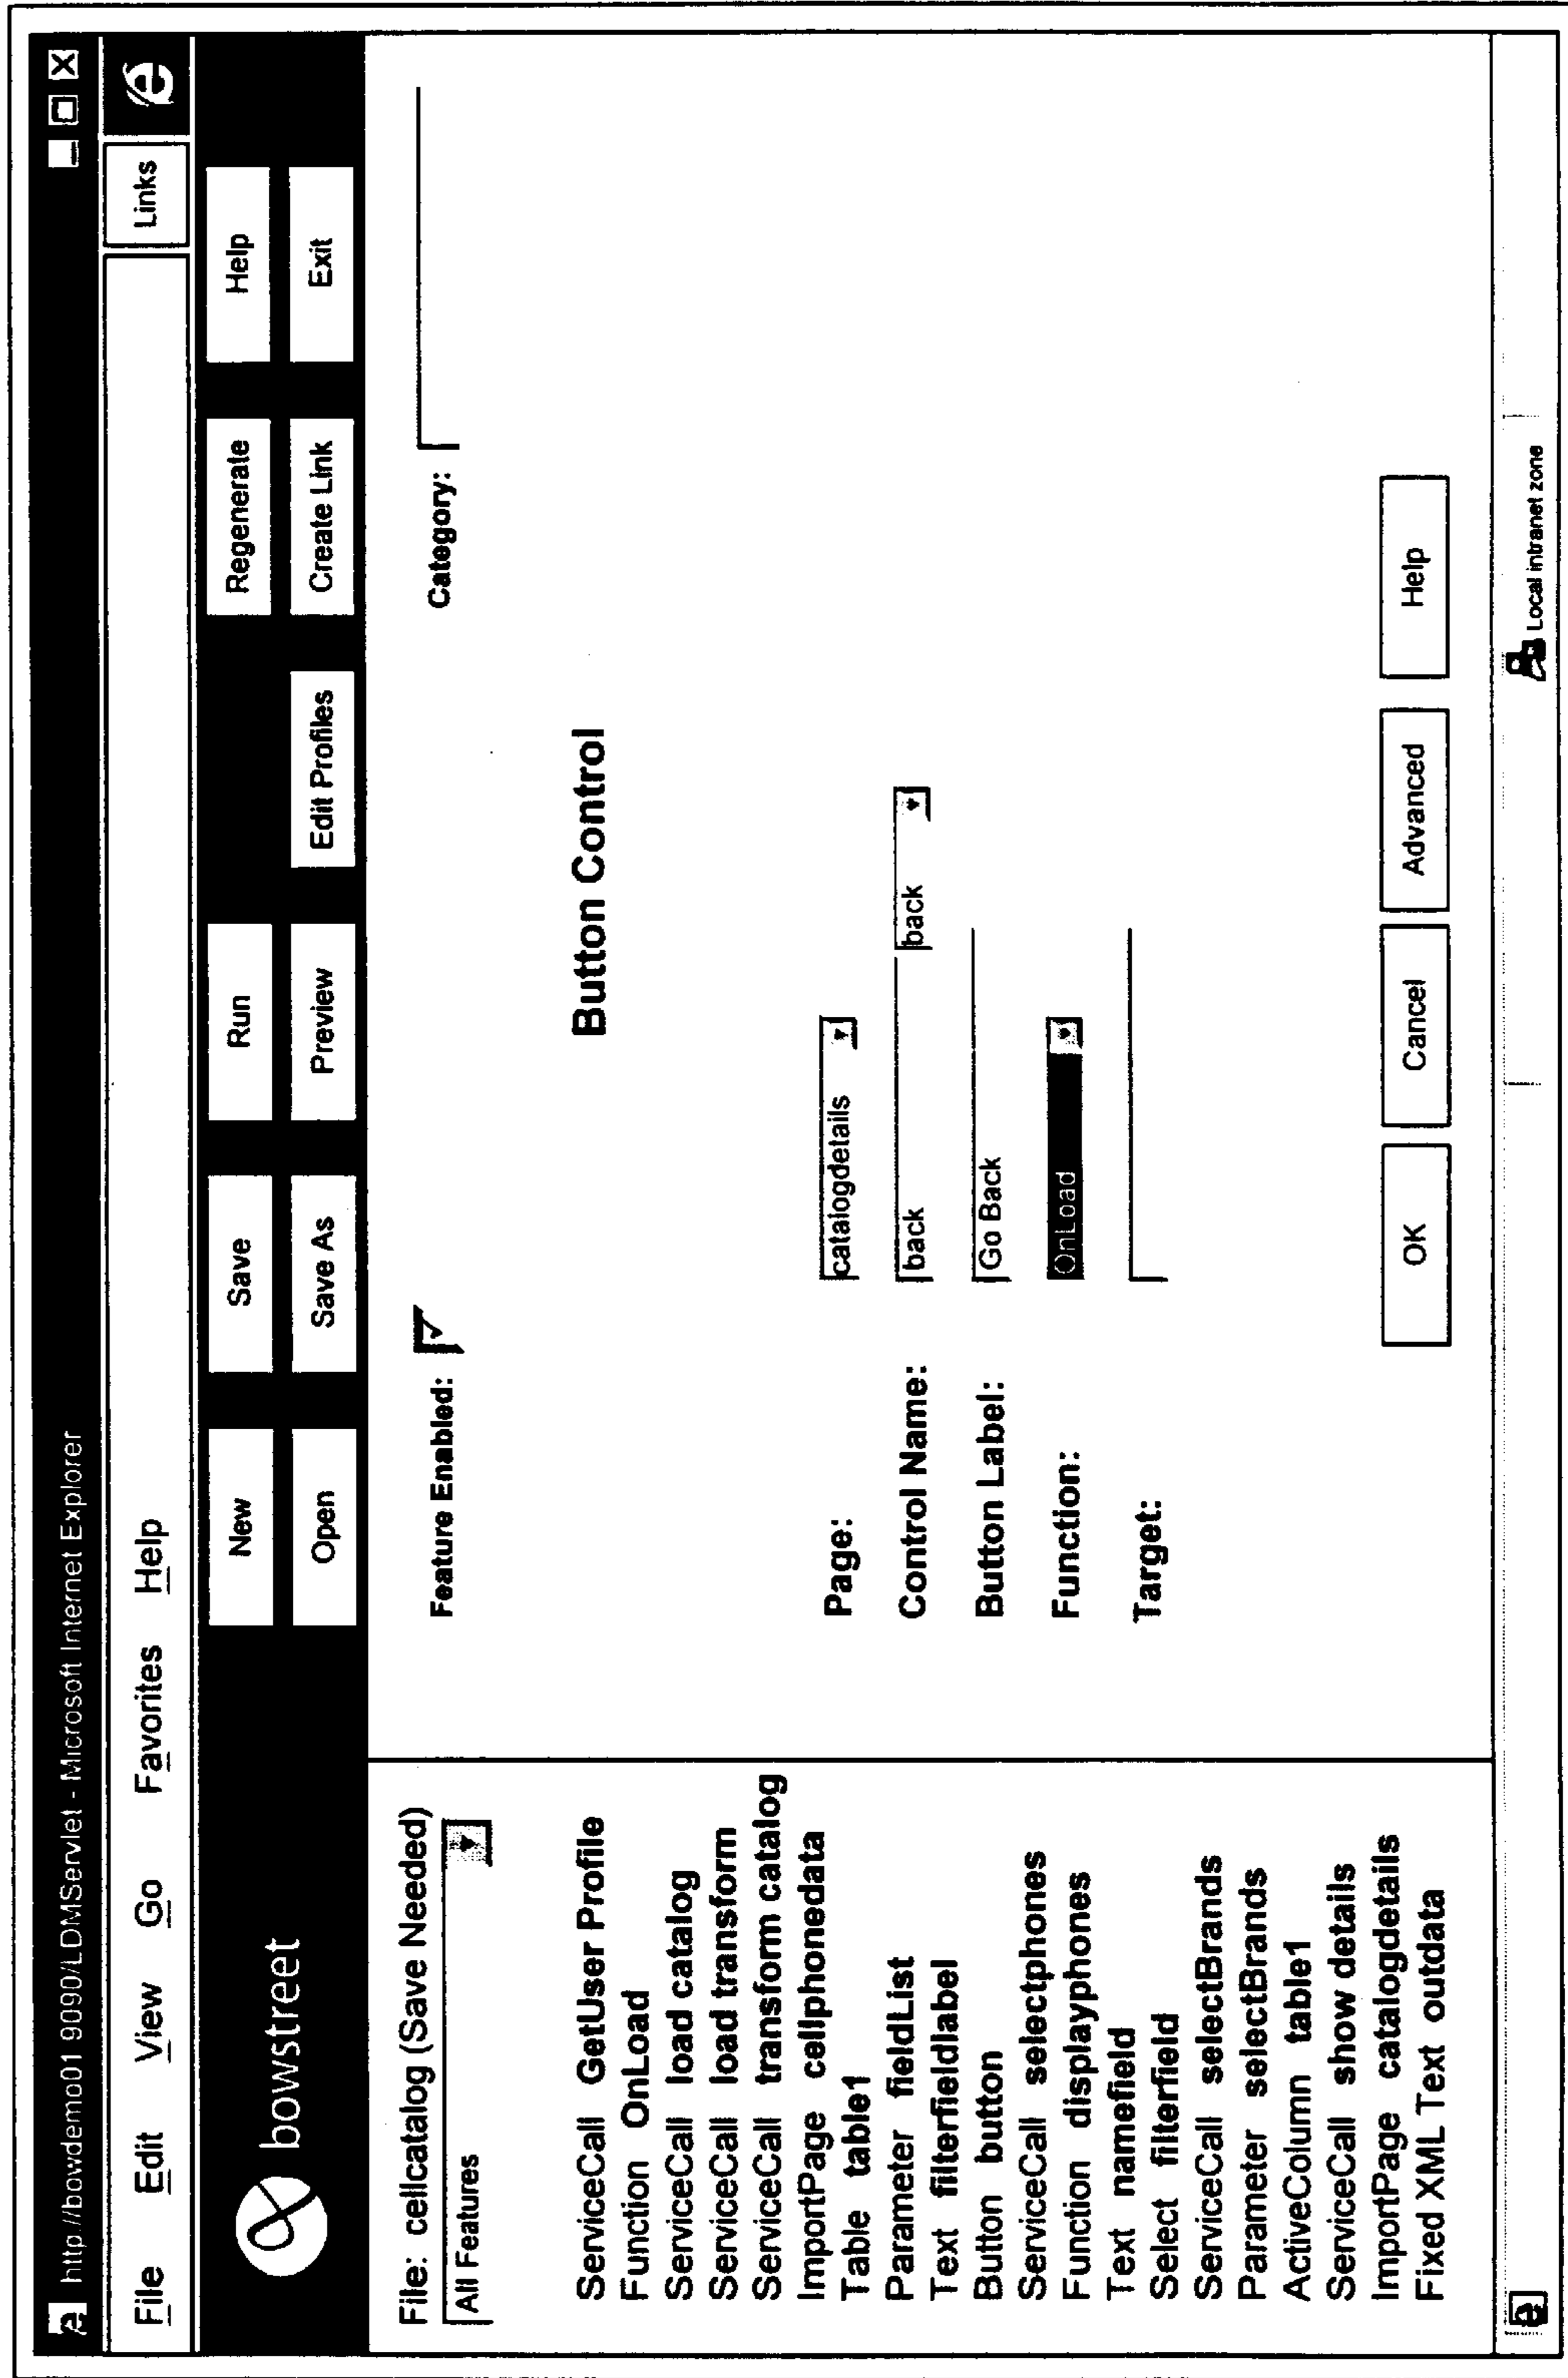 http://bowdemo01 9090/LDMServlet - Microsoft Internet Explorer
File Edit View Go Favorites Help
Links
bowstreet
New Save Run Regenerate Help
Open Save As Preview Edit Profiles Create Link Exit
File: cellcatalog (Save Needed)
All Features
ServiceCall GetUser Profile
Function OnLoad
ServiceCall load catalog
ServiceCall load transform
ServiceCall transform catalog
ImportPage cellphonedata
Table table1
Parameter fieldList
Text filterfieldlabel
Button button
ServiceCall selectphones
Function displayphones
Text namefield
Select filterfield
ServiceCall selectBrands
Parameter selectBrands
ActiveColumn table1
ServiceCall show details
ImportPage catalogdetails
Fixed XML Text outdata
Feature Enabled:
Category:
Button Control
Page: catalogdetails
Control Name: back back
Button Label: Go Back
Function: OnLoad
Target:
OK Cancel Advanced Help
Local intranet zone